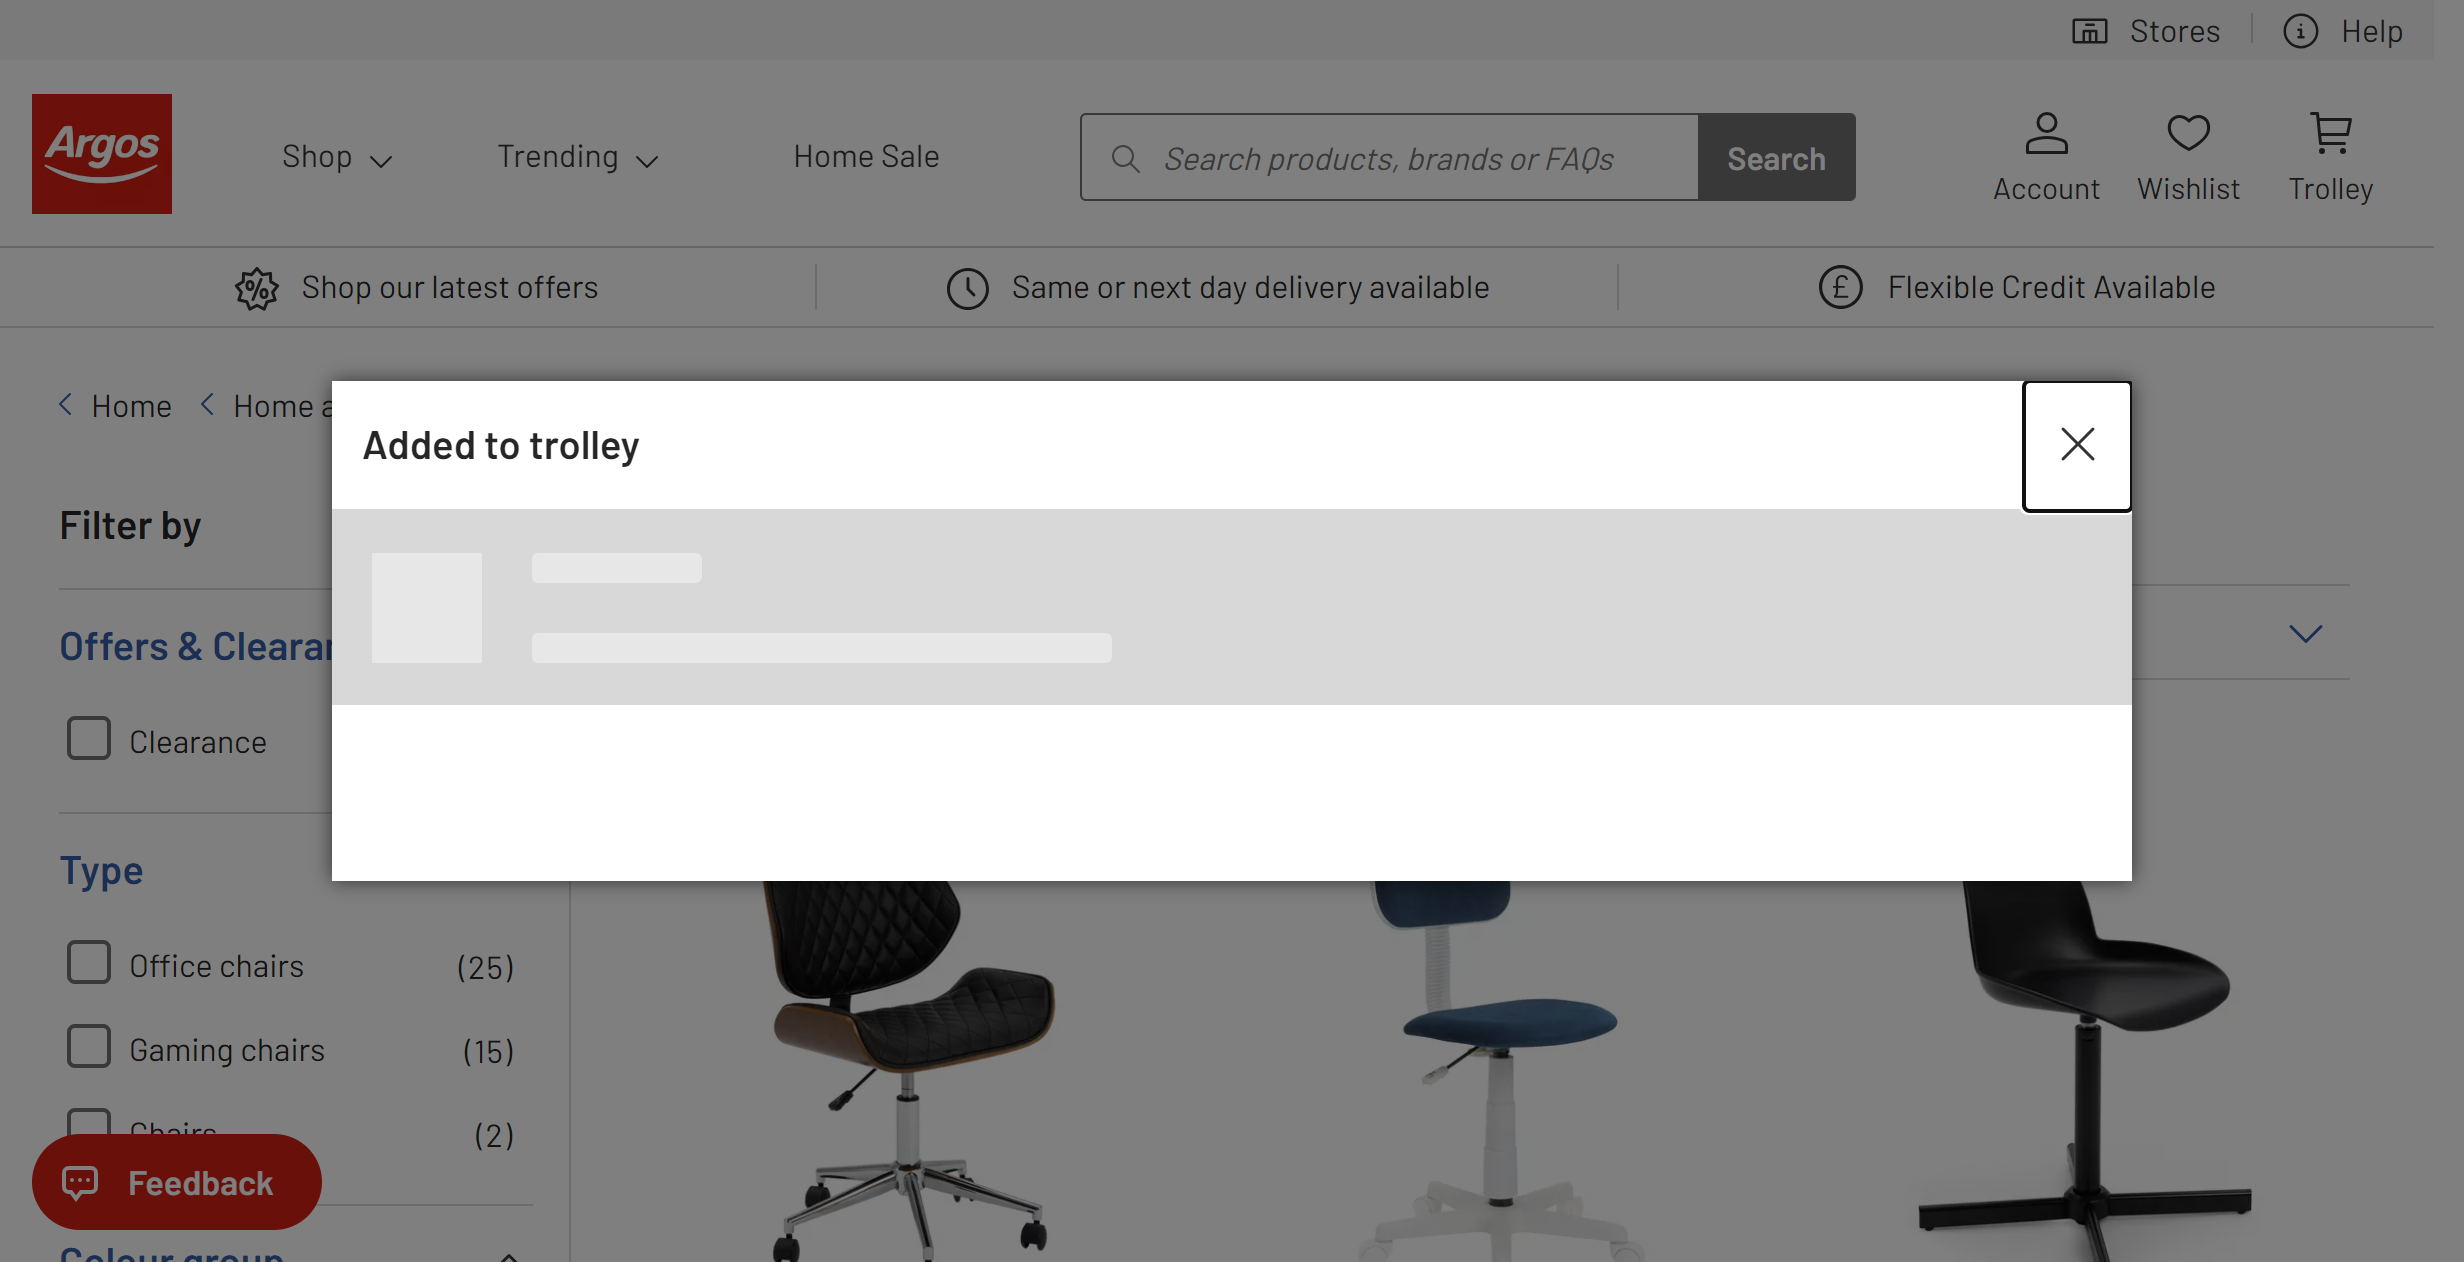 Stores
Help
Argos
Shop
Trending
Home Sale
Search products, brands or FAQs
Search
Account
Wishlist
Trolley
Shop our latest offers
Same or next day delivery available
£
Flexible Credit Available
Home
Home
Added to trolley
Filter by
Offers &
Clearance
Type
Office chairs
(25)
Gaming chairs
(15)
Chairs
(2)
Feedback
Colour group